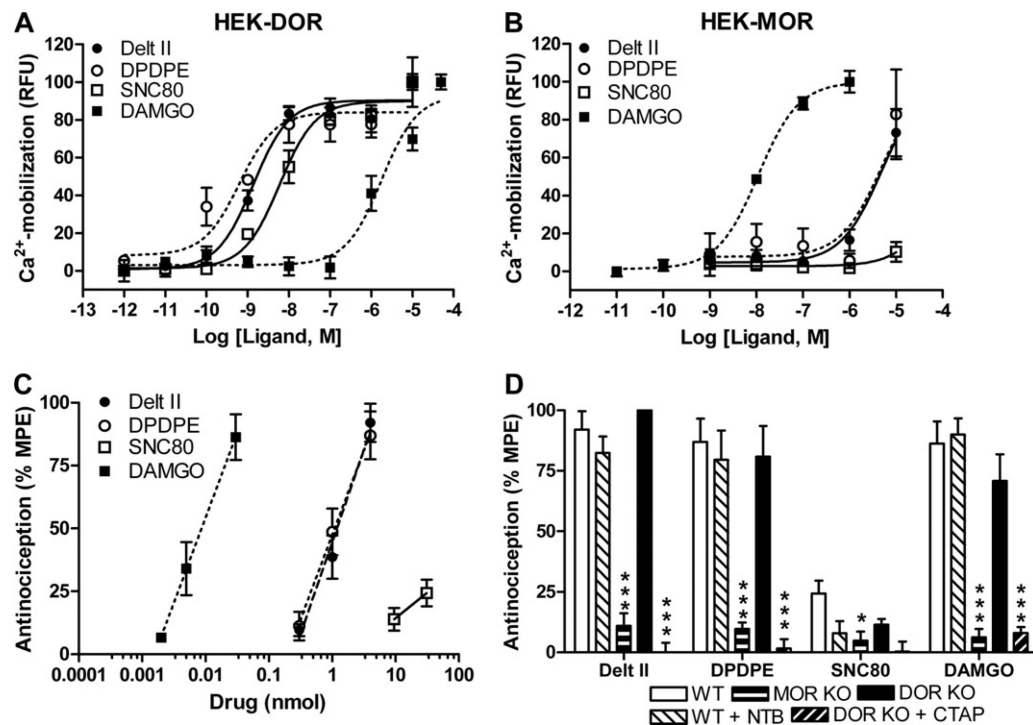 A
HEK-DOR
Ca2+-mobilization (RFU)
120
100
80
60
40
20
0
Delt II
DPDPE
SNC80
DAMGO
-13 -12 -11 -10 -9 -8 -7 -6 -5 -4
Log [Ligand, M]
B
HEK-MOR
Ca2+-mobilization (RFU)
120
100
80
60
40
20
0
Delt II
DPDPE
SNC80
DAMGO
-12 -11 -10 -9 -8 -7 -6 -5 -4
Log [Ligand, M]
C
Antinociception (% MPE)
100
75
50
25
0
Delt II
DPDPE
SNC80
DAMGO
0.0001 0.001 0.01 0.1 1 10 100
Drug (nmol)
D
Antinociception (% MPE)
100
75
50
25
0
*** *** *** *** * *** ***
Delt II DPDPE SNC80 DAMGO
WT MOR KO DOR KO
WT + NTB DOR KO + CTAP